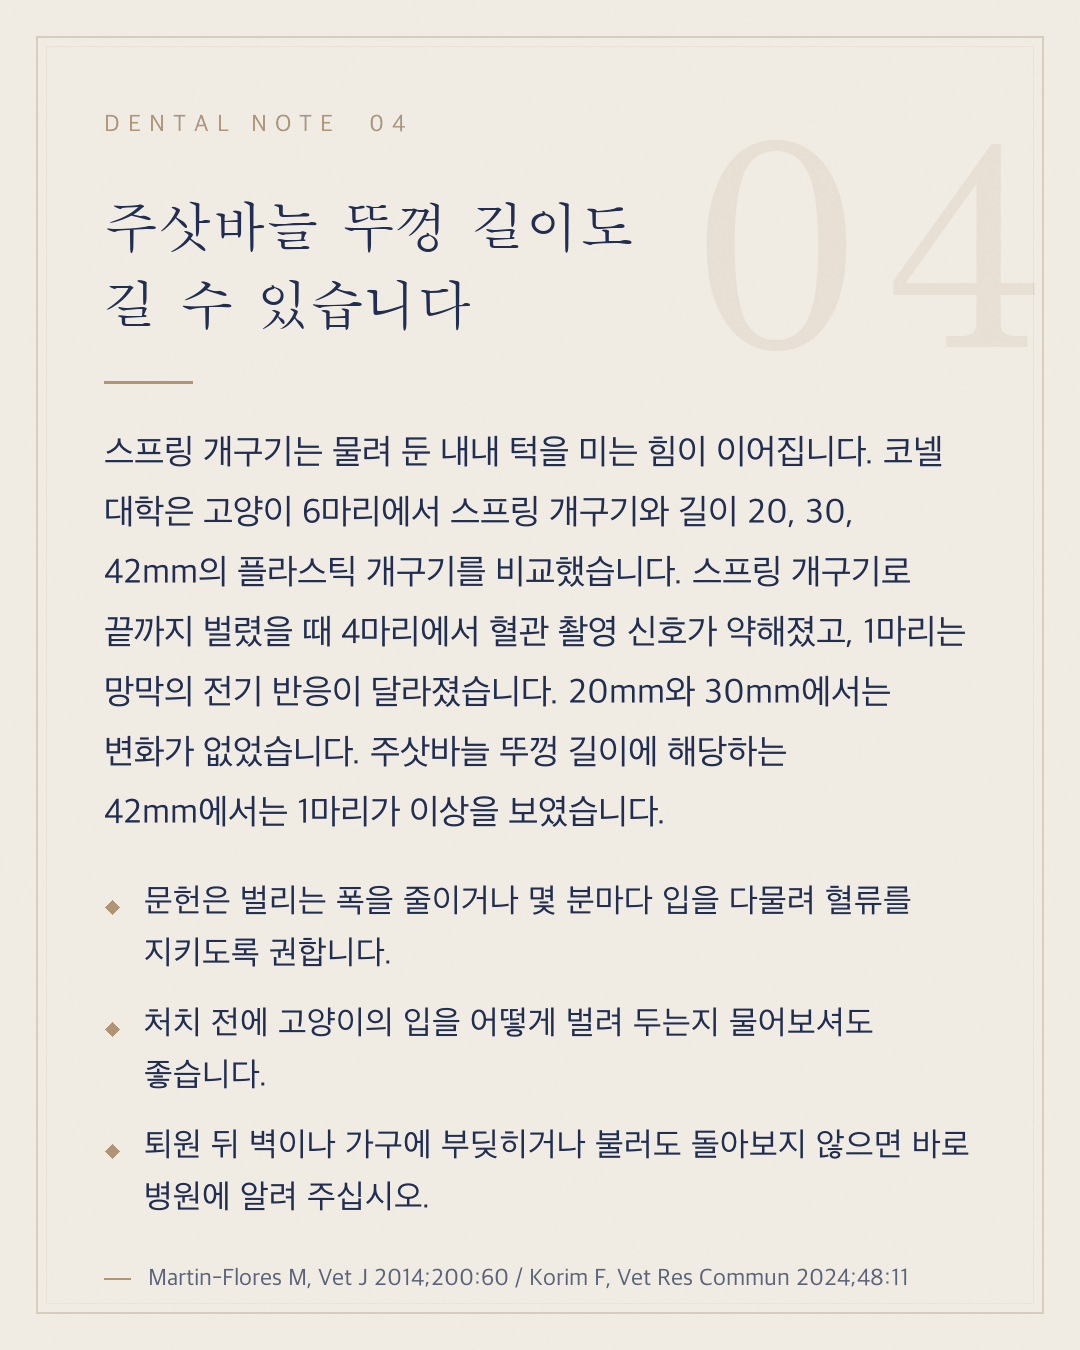 DENTAL NOTE 04
04
주삿바늘 뚜껑 길이도
길 수 있습니다
스프링 개구기는 물려 둔 내내 턱을 미는 힘이 이어집니다. 코넬
대학은 고양이 6마리에서 스프링 개구기와 길이 20, 30,
42mm의 플라스틱 개구기를 비교했습니다. 스프링 개구기로
끝까지 벌렸을 때 4마리에서 혈관 촬영 신호가 약해졌고, 1마리는
망막의 전기 반응이 달라졌습니다. 20mm와 30mm에서는
변화가 없었습니다. 주삿바늘 뚜껑 길이에 해당하는
42mm에서는 1마리가 이상을 보였습니다.
◆ 문헌은 벌리는 폭을 줄이거나 몇 분마다 입을 다물려 혈류를
지키도록 권합니다.
◆ 처치 전에 고양이의 입을 어떻게 벌려 두는지 물어보셔도
좋습니다.
◆ 퇴원 뒤 벽이나 가구에 부딪히거나 불러도 돌아보지 않으면 바로
병원에 알려 주십시오.
— Martin-Flores M, Vet J 2014;200:60 / Korim F, Vet Res Commun 2024;48:11